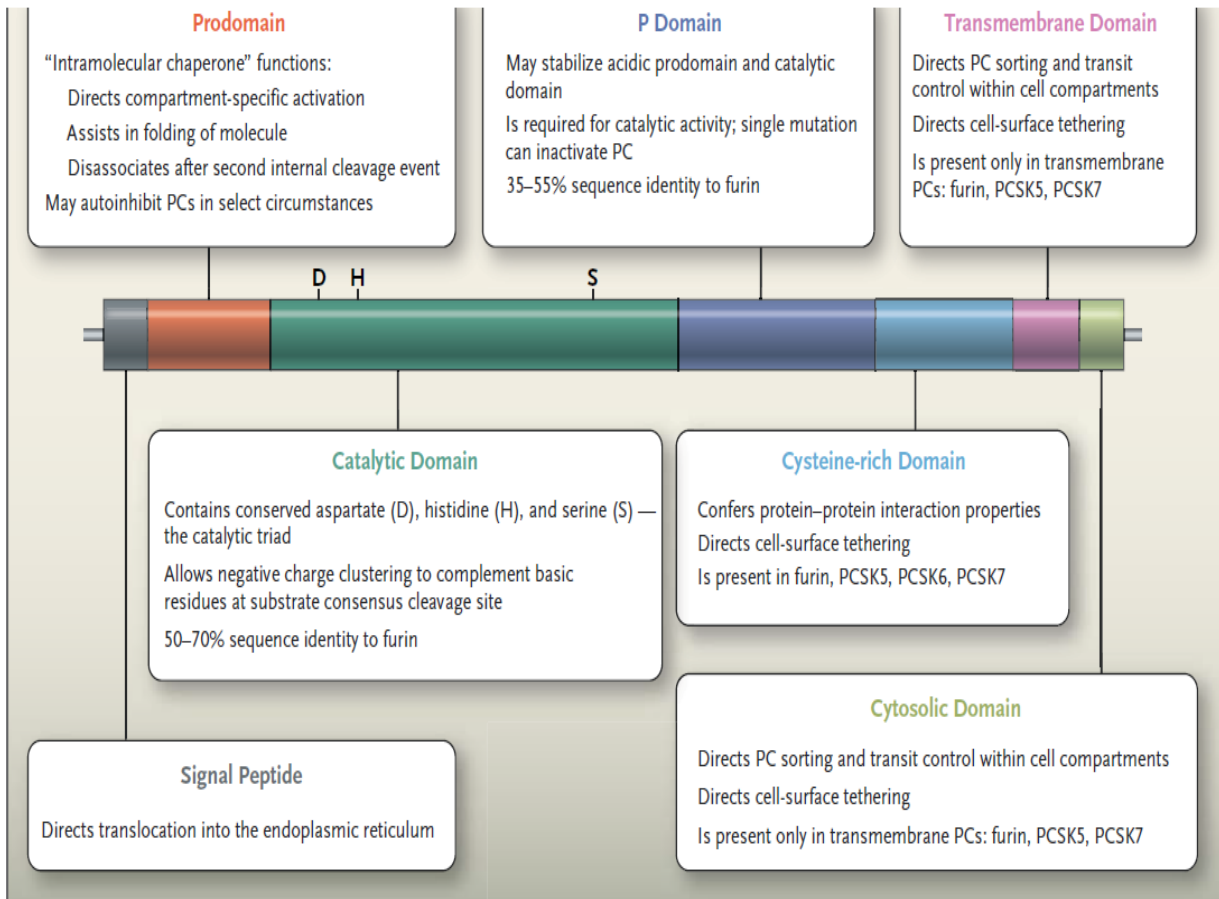 Prodomain
"Intramolecular chaperone" functions:
Directs compartment-specific activation
Assists in folding of molecule
Disassociates after second internal cleavage event
May autoinhibit PCs in select circumstances
P Domain
May stabilize acidic prodomain and catalytic
domain
Is required for catalytic activity; single mutation
can inactivate PC
35–55% sequence identity to furin
Transmembrane Domain
Directs PC sorting and transit
control within cell compartments
Directs cell-surface tethering
Is present only in transmembrane
PCs: furin, PCSK5, PCSK7
D H S
Catalytic Domain
Contains conserved aspartate (D), histidine (H), and serine (S) —
the catalytic triad
Allows negative charge clustering to complement basic
residues at substrate consensus cleavage site
50–70% sequence identity to furin
Cysteine-rich Domain
Confers protein–protein interaction properties
Directs cell-surface tethering
Is present in furin, PCSK5, PCSK6, PCSK7
Cytosolic Domain
Directs PC sorting and transit control within cell compartments
Directs cell-surface tethering
Is present only in transmembrane PCs: furin, PCSK5, PCSK7
Signal Peptide
Directs translocation into the endoplasmic reticulum